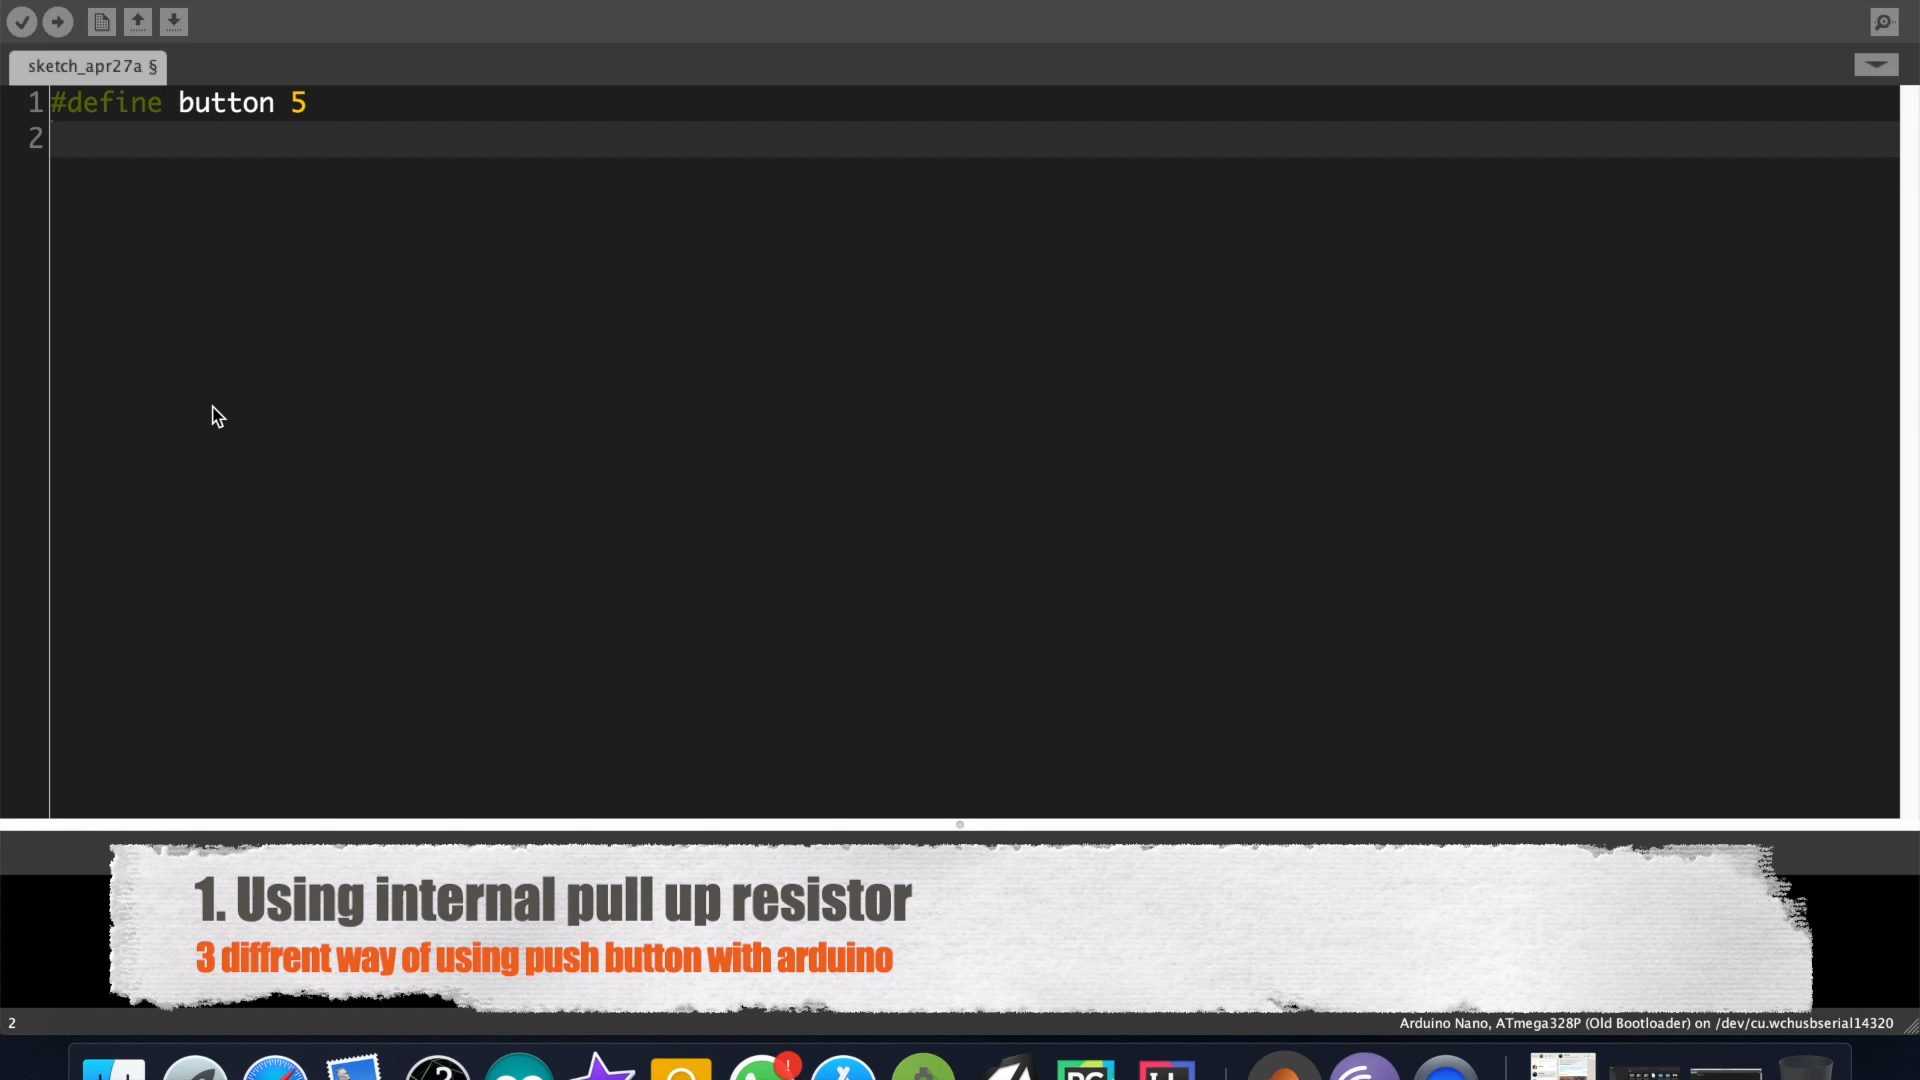 sketch_apr27a §
1 #define button 5
2
1. Using internal pull up resistor
3 diffrent way of using push button with arduino
2
Arduino Nano, ATmega328P (Old Bootloader) on /dev/cu.wchusbserial14320